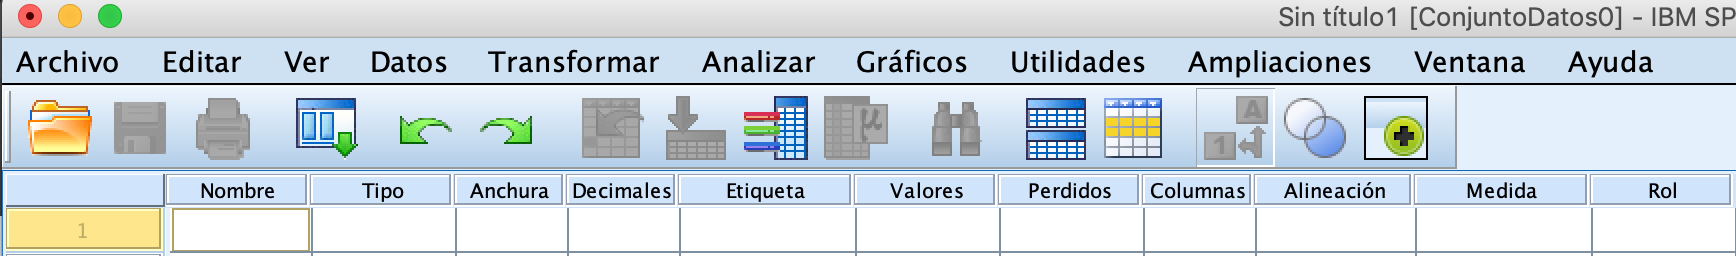 Sin título1 [ConjuntoDatos0] - IBM SP
Archivo Editar Ver Datos Transformar Analizar Gráficos Utilidades Ampliaciones Ventana Ayuda
μ A
1
Nombre Tipo Anchura Decimales Etiqueta Valores Perdidos Columnas Alineación Medida Rol
1